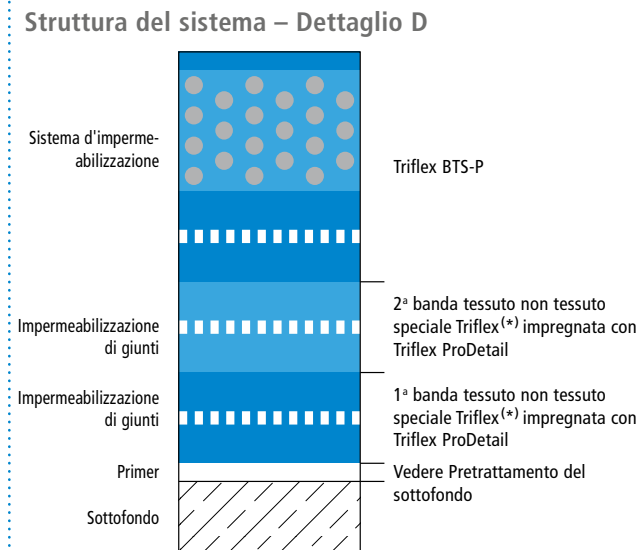 Struttura del sistema – Dettaglio D
Sistema d'imperme-
abilizzazione
Triflex BTS-P
Impermeabilizzazione
di giunti
2ª banda tessuto non tessuto
speciale Triflex(*) impregnata con
Triflex ProDetail
Impermeabilizzazione
di giunti
1ª banda tessuto non tessuto
speciale Triflex(*) impregnata con
Triflex ProDetail
Primer
Vedere Pretrattamento del
sottofondo
Sottofondo